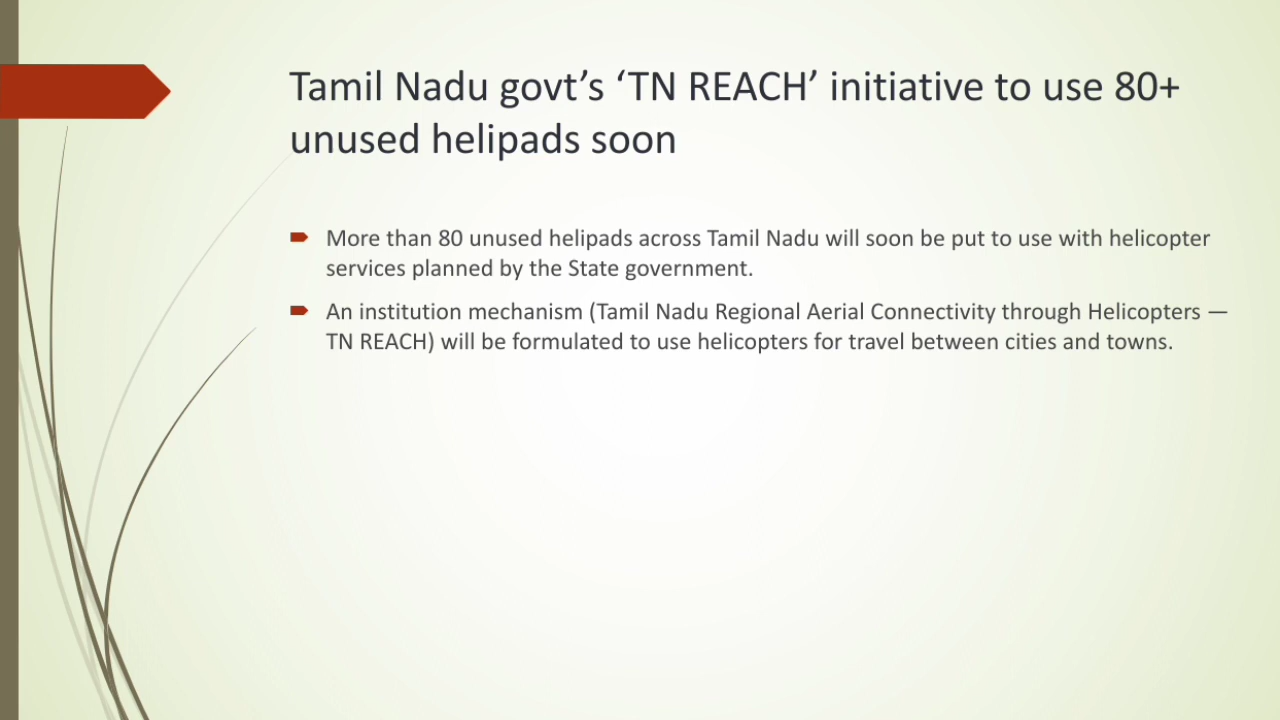 Tamil Nadu govt’s ‘TN REACH’ initiative to use 80+
unused helipads soon
More than 80 unused helipads across Tamil Nadu will soon be put to use with helicopter
services planned by the State government.
An institution mechanism (Tamil Nadu Regional Aerial Connectivity through Helicopters —
TN REACH) will be formulated to use helicopters for travel between cities and towns.